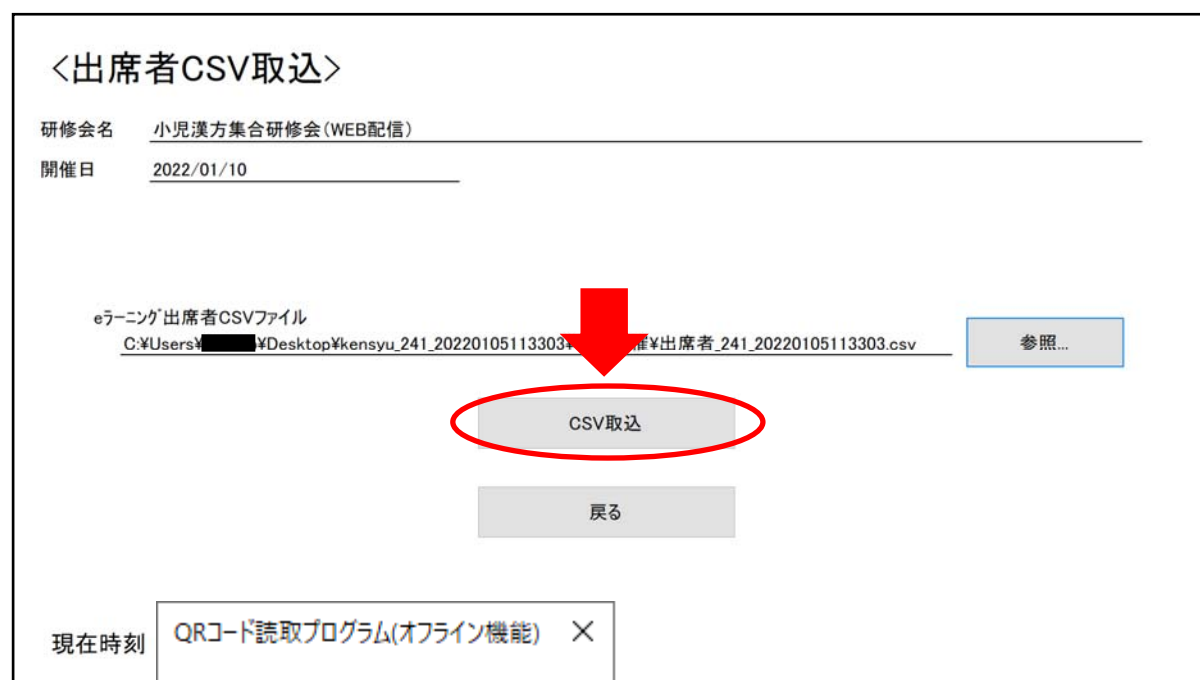 <出席者CSV取込>
研修会名 小児漢方集合研修会(WEB配信)
開催日 2022/01/10
eラーニング出席者CSVファイル
C:¥Users¥ ¥Desktop¥kensyu_241_20220105113303¥ 催¥出席者_241_20220105113303.csv 参照...
CSV取込
戻る
現在時刻 QRコード読取プログラム(オフライン機能) ×